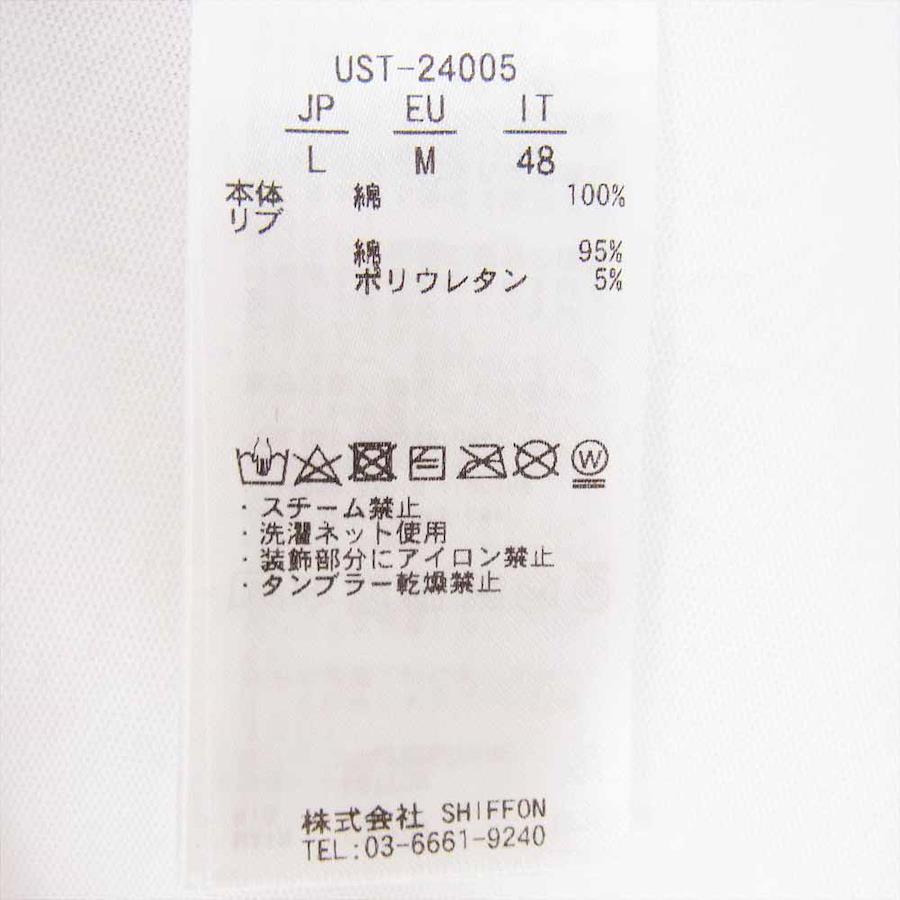 UST-24005
JP EU IT
L M 48
本体 綿 100%
リブ
綿 95%
ポリウレタン 5%
W
・スチーム禁止
・洗濯ネット使用
・装飾部分にアイロン禁止
・タンブラー乾燥禁止
株式会社 SHIFFON
TEL:03-6661-9240